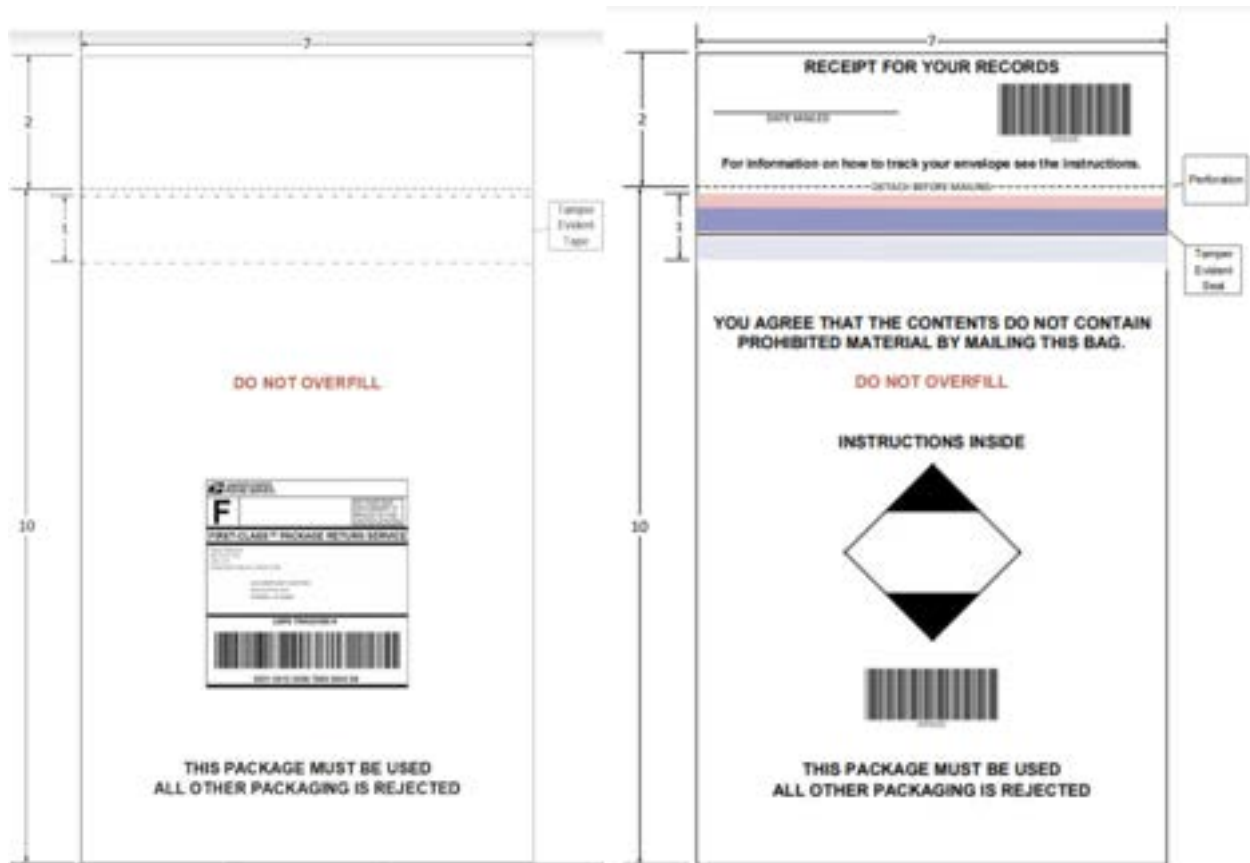 7
2
1
Tamper
Evident
Tape
DO NOT OVERFILL
10
F
FIRST-CLASS™ PACKAGE RETURN SERVICE
USPS TRACKING #
THIS PACKAGE MUST BE USED
ALL OTHER PACKAGING IS REJECTED
7
RECEIPT FOR YOUR RECORDS
2
DATE MAILED
For information on how to track your envelope see the instructions.
DETACH BEFORE MAILING
Perforation
1
Tamper
Evident
Seal
YOU AGREE THAT THE CONTENTS DO NOT CONTAIN
PROHIBITED MATERIAL BY MAILING THIS BAG.
DO NOT OVERFILL
INSTRUCTIONS INSIDE
10
THIS PACKAGE MUST BE USED
ALL OTHER PACKAGING IS REJECTED